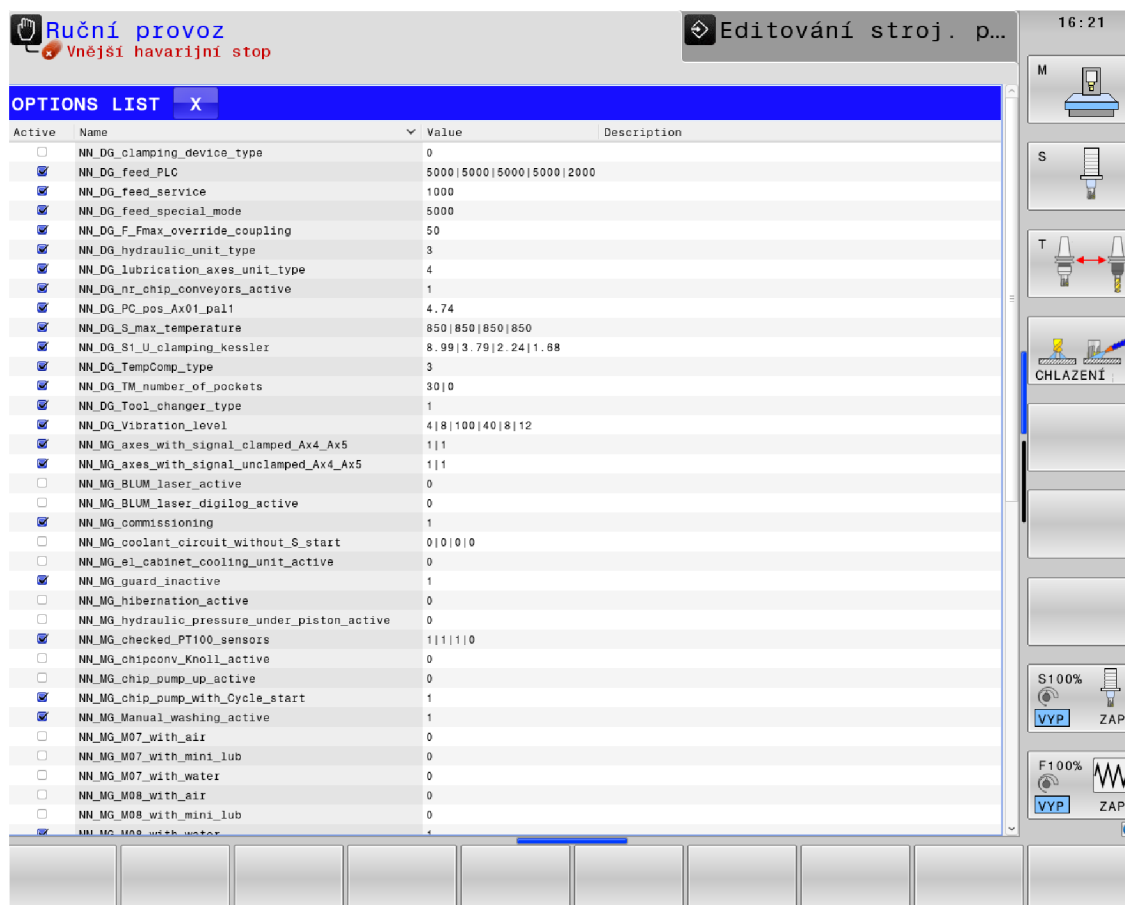 Ruční provoz
Vnější havarijní stop
Editování stroj. p…
16:21
OPTIONS LIST X
Active Name Value Description
NN_DG_clamping_device_type 0
NN_DG_feed_PLC 5000|5000|5000|5000|2000
NN_DG_feed_service 1000
NN_DG_feed_special_mode 5000
NN_DG_F_Fmax_override_coupling 50
NN_DG_hydraulic_unit_type 3
NN_DG_lubrication_axes_unit_type 4
NN_DG_nr_chip_conveyors_active 1
NN_DG_PC_pos_Ax01_pal1 4.74
NN_DG_S_max_temperature 850|850|850|850
NN_DG_S1_U_clamping_kessler 8.99|3.79|2.24|1.68
NN_DG_TempComp_type 3
NN_DG_TM_number_of_pockets 30|0
NN_DG_Tool_changer_type 1
NN_DG_Vibration_level 4|8|100|40|8|12
NN_MG_axes_with_signal_clamped_Ax4_Ax5 1|1
NN_MG_axes_with_signal_unclamped_Ax4_Ax5 1|1
NN_MG_BLUM_laser_active 0
NN_MG_BLUM_laser_digilog_active 0
NN_MG_commissioning 1
NN_MG_coolant_circuit_without_S_start 0|0|0|0
NN_MG_el_cabinet_cooling_unit_active 0
NN_MG_guard_inactive 1
NN_MG_hibernation_active 0
NN_MG_hydraulic_pressure_under_piston_active 0
NN_MG_checked_PT100_sensors 1|1|1|0
NN_MG_chipconv_Knoll_active 0
NN_MG_chip_pump_up_active 0
NN_MG_chip_pump_with_Cycle_start 1
NN_MG_Manual_washing_active 1
NN_MG_M07_with_air 0
NN_MG_M07_with_mini_lub 0
NN_MG_M07_with_water 0
NN_MG_M08_with_air 0
NN_MG_M08_with_mini_lub 0
NN_MG_M08_with_water 1
M
S
T
CHLAZENÍ
S100%
VYP ZAP
F100%
VYP ZAP